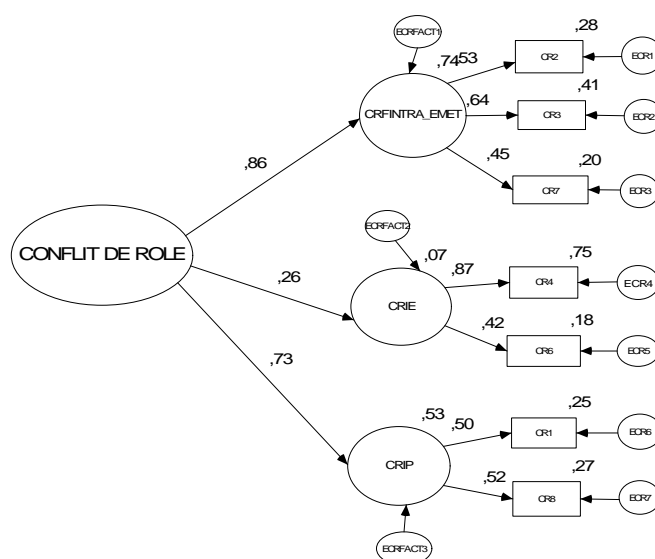 ECRFACT1
,28
,74
,53
CR2
ECR1
,41
CRFINTRA_EMET
,64
CR3
ECR2
,86
,45
,20
CR7
ECR3
CONFLIT DE ROLE
ECRFACT2
,07
,87
,75
CR4
ECR4
,26
CRIE
,42
,18
CR6
ECR5
,73
,53
,50
,25
CR1
ECR6
CRIP
,52
,27
CR8
ECR7
ECRFACT3